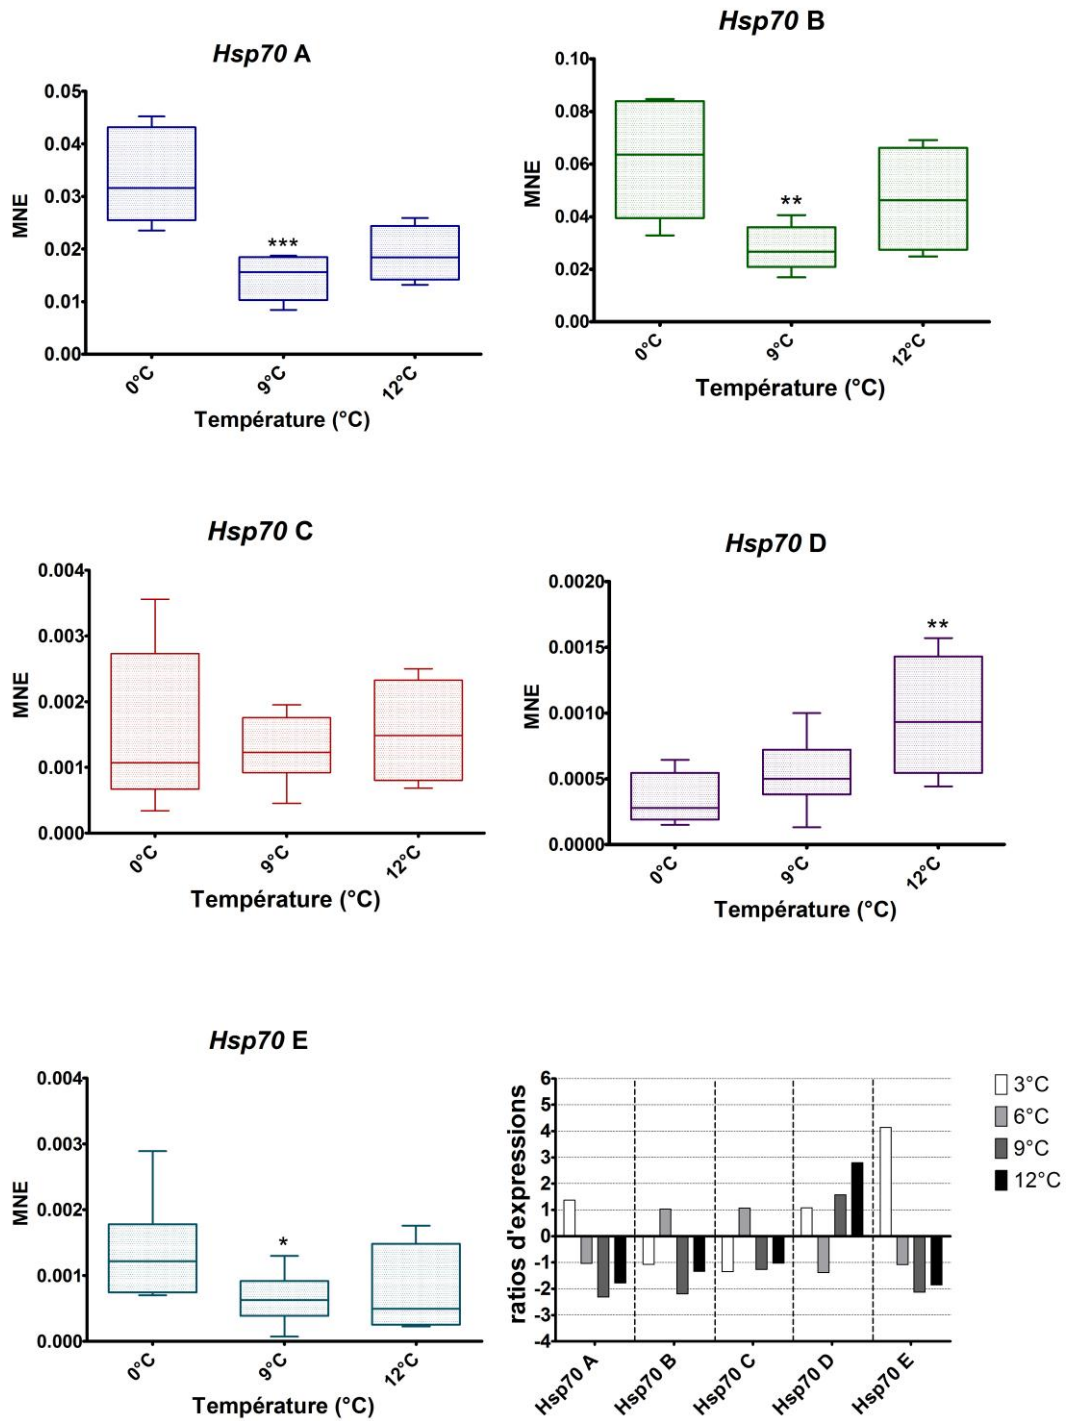 Hsp70 A
0.05
0.04
0.03
0.02
0.01
0.00
MNE
***
0°C
9°C
12°C
Température (°C)
Hsp70 B
0.10
0.08
0.06
0.04
0.02
0.00
MNE
**
0°C
9°C
12°C
Température (°C)
Hsp70 C
0.004
0.003
0.002
0.001
0.000
MNE
0°C
9°C
12°C
Température (°C)
Hsp70 D
0.0020
0.0015
0.0010
0.0005
0.0000
MNE
**
0°C
9°C
12°C
Température (°C)
Hsp70 E
0.004
0.003
0.002
0.001
0.000
MNE
*
0°C
9°C
12°C
Température (°C)
ratios d'expressions
6
5
4
3
2
1
0
-1
-2
-3
-4
Hsp70 A
Hsp70 B
Hsp70 C
Hsp70 D
Hsp70 E
3°C
6°C
9°C
12°C